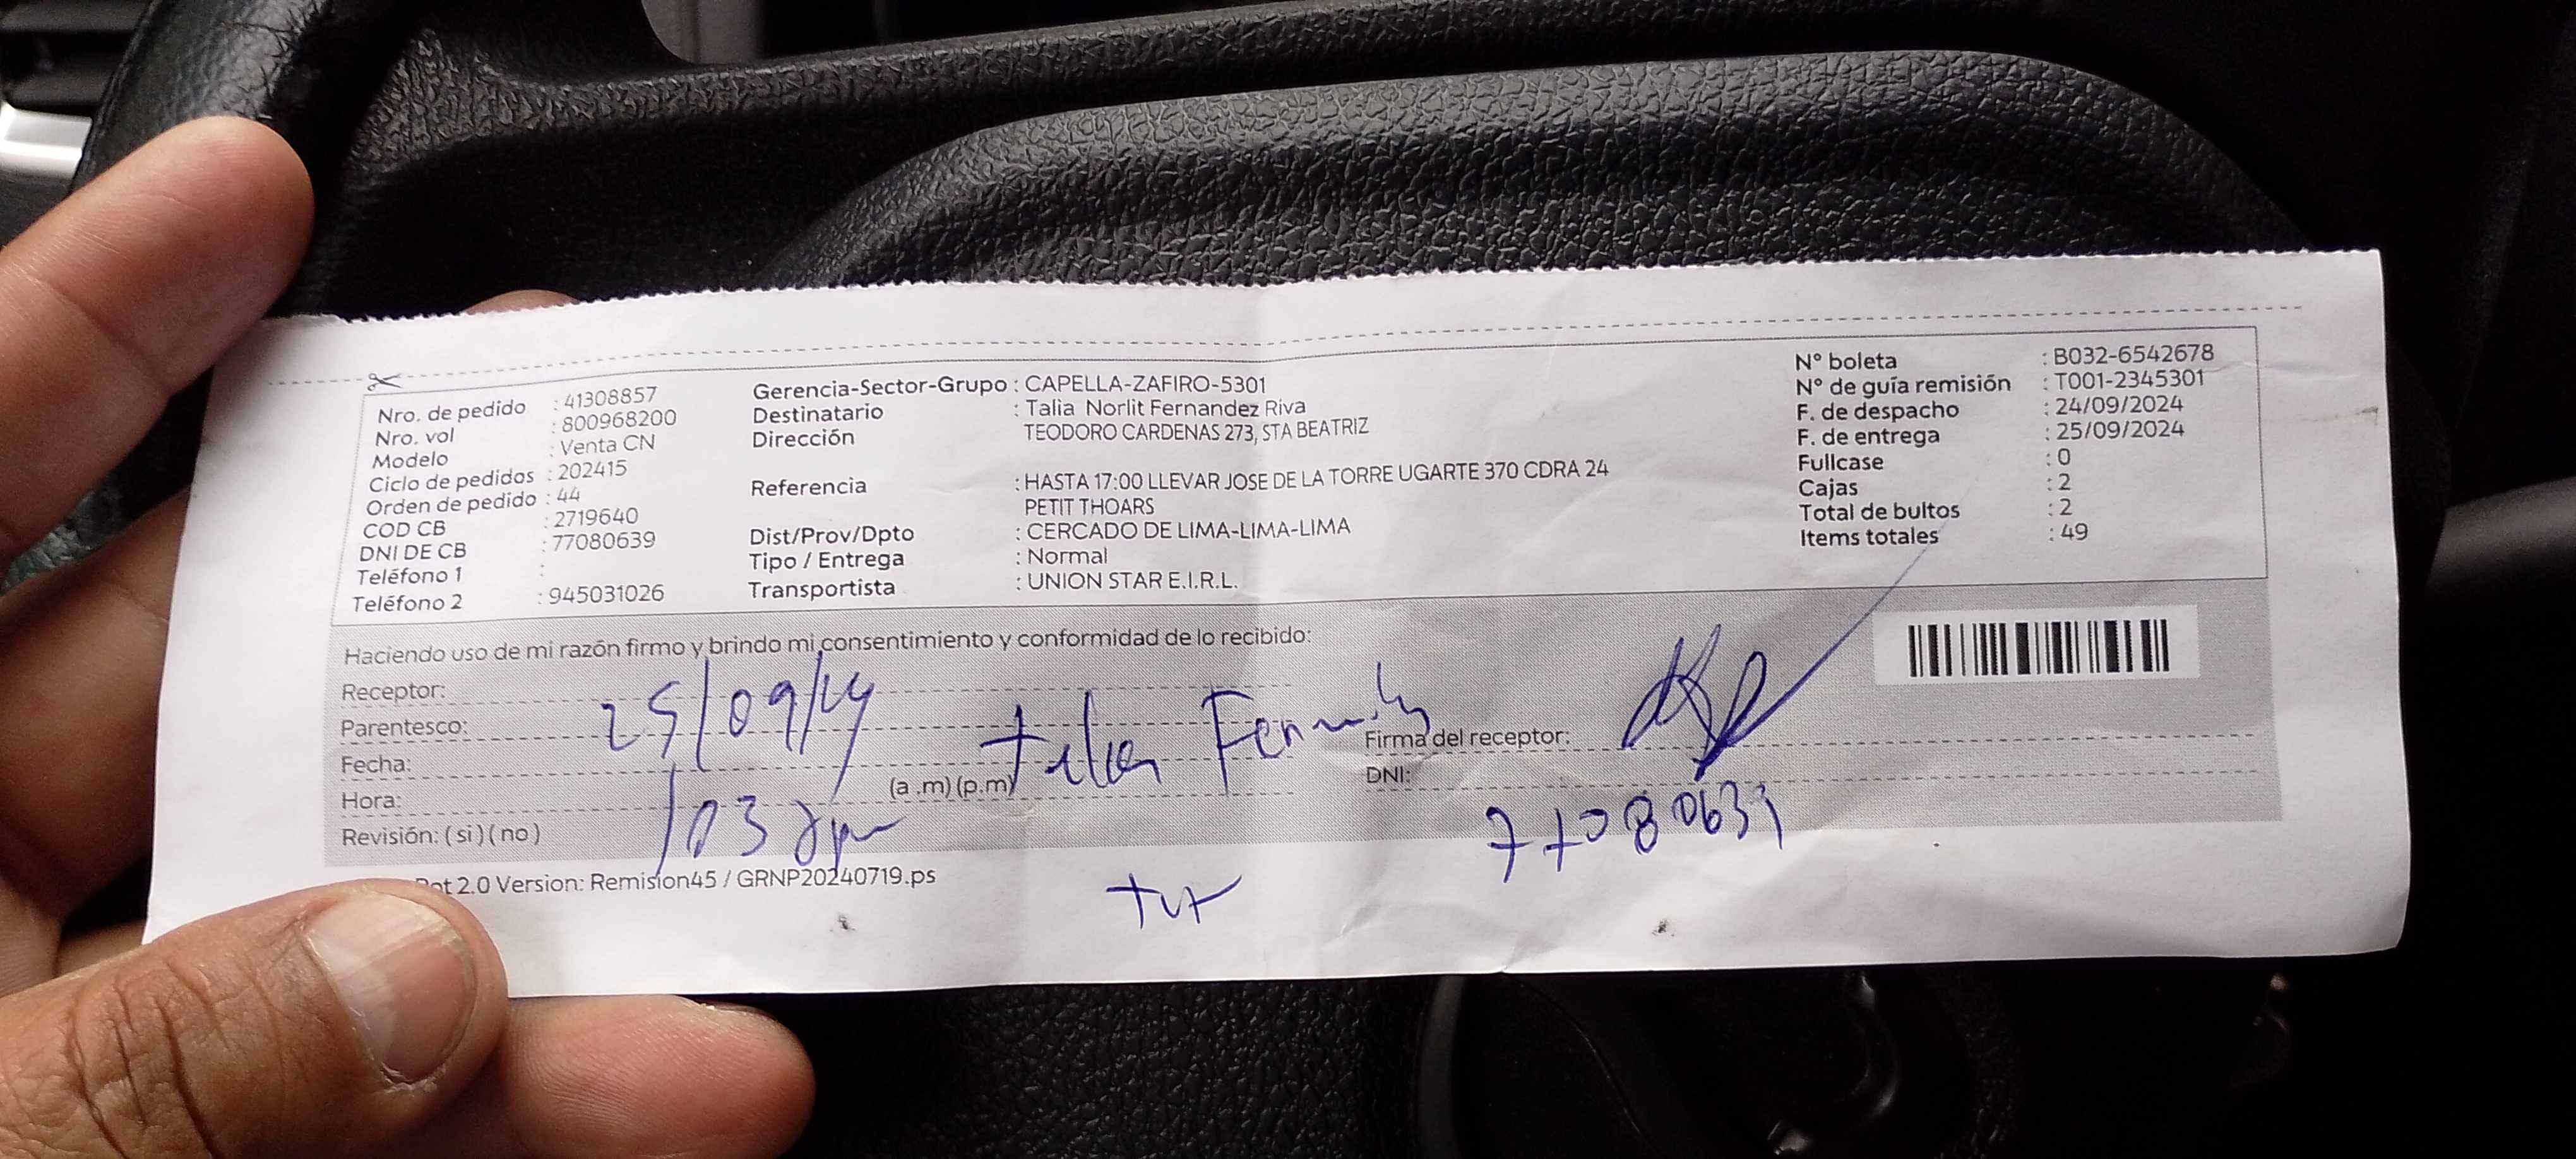 Nro. de pedido : 41308857
Nro. vol : 800968200
Modelo : Venta CN
Ciclo de pedidos : 202415
Orden de pedido : 44
COD CB : 2719640
DNI DE CB : 77080639
Teléfono 1 :
Teléfono 2 : 945031026
Gerencia-Sector-Grupo : CAPELLA-ZAFIRO-5301
Destinatario : Talia Norlit Fernandez Riva
Dirección TEODORO CARDENAS 273, STA BEATRIZ
Referencia : HASTA 17:00 LLEVAR JOSE DE LA TORRE UGARTE 370 CDRA 24
PETIT THOARS
Dist/Prov/Dpto : CERCADO DE LIMA-LIMA-LIMA
Tipo / Entrega : Normal
Transportista : UNION STAR E.I.R.L.
N° boleta : B032-6542678
N° de guía remisión : T001-2345301
F. de despacho : 24/09/2024
F. de entrega : 25/09/2024
Fullcase : 0
Cajas : 2
Total de bultos : 2
Items totales : 49
Haciendo uso de mi razón firmo y brindo mi consentimiento y conformidad de lo recibido:
Receptor:
Parentesco:
25/09/24
Firma del receptor:
Fecha:
DNI:
77080639
Hora: (a .m) (p.m)
Revisión: ( si ) ( no )
2.0 Version: Remision45 / GRNP20240719.ps